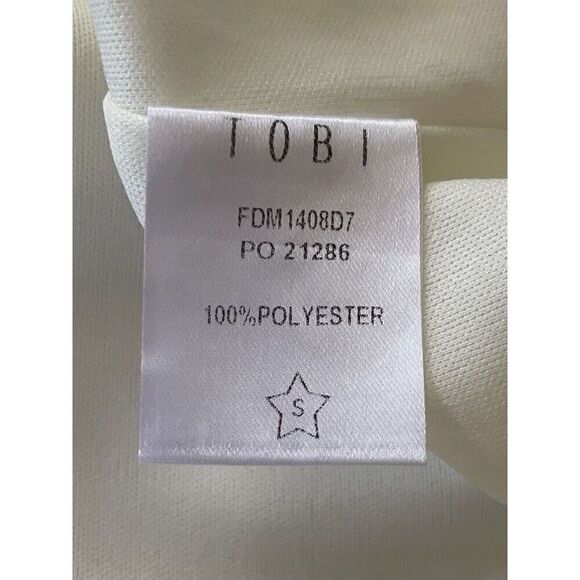 TOBI
FDM1408D7
PO 21286
100%POLYESTER
S